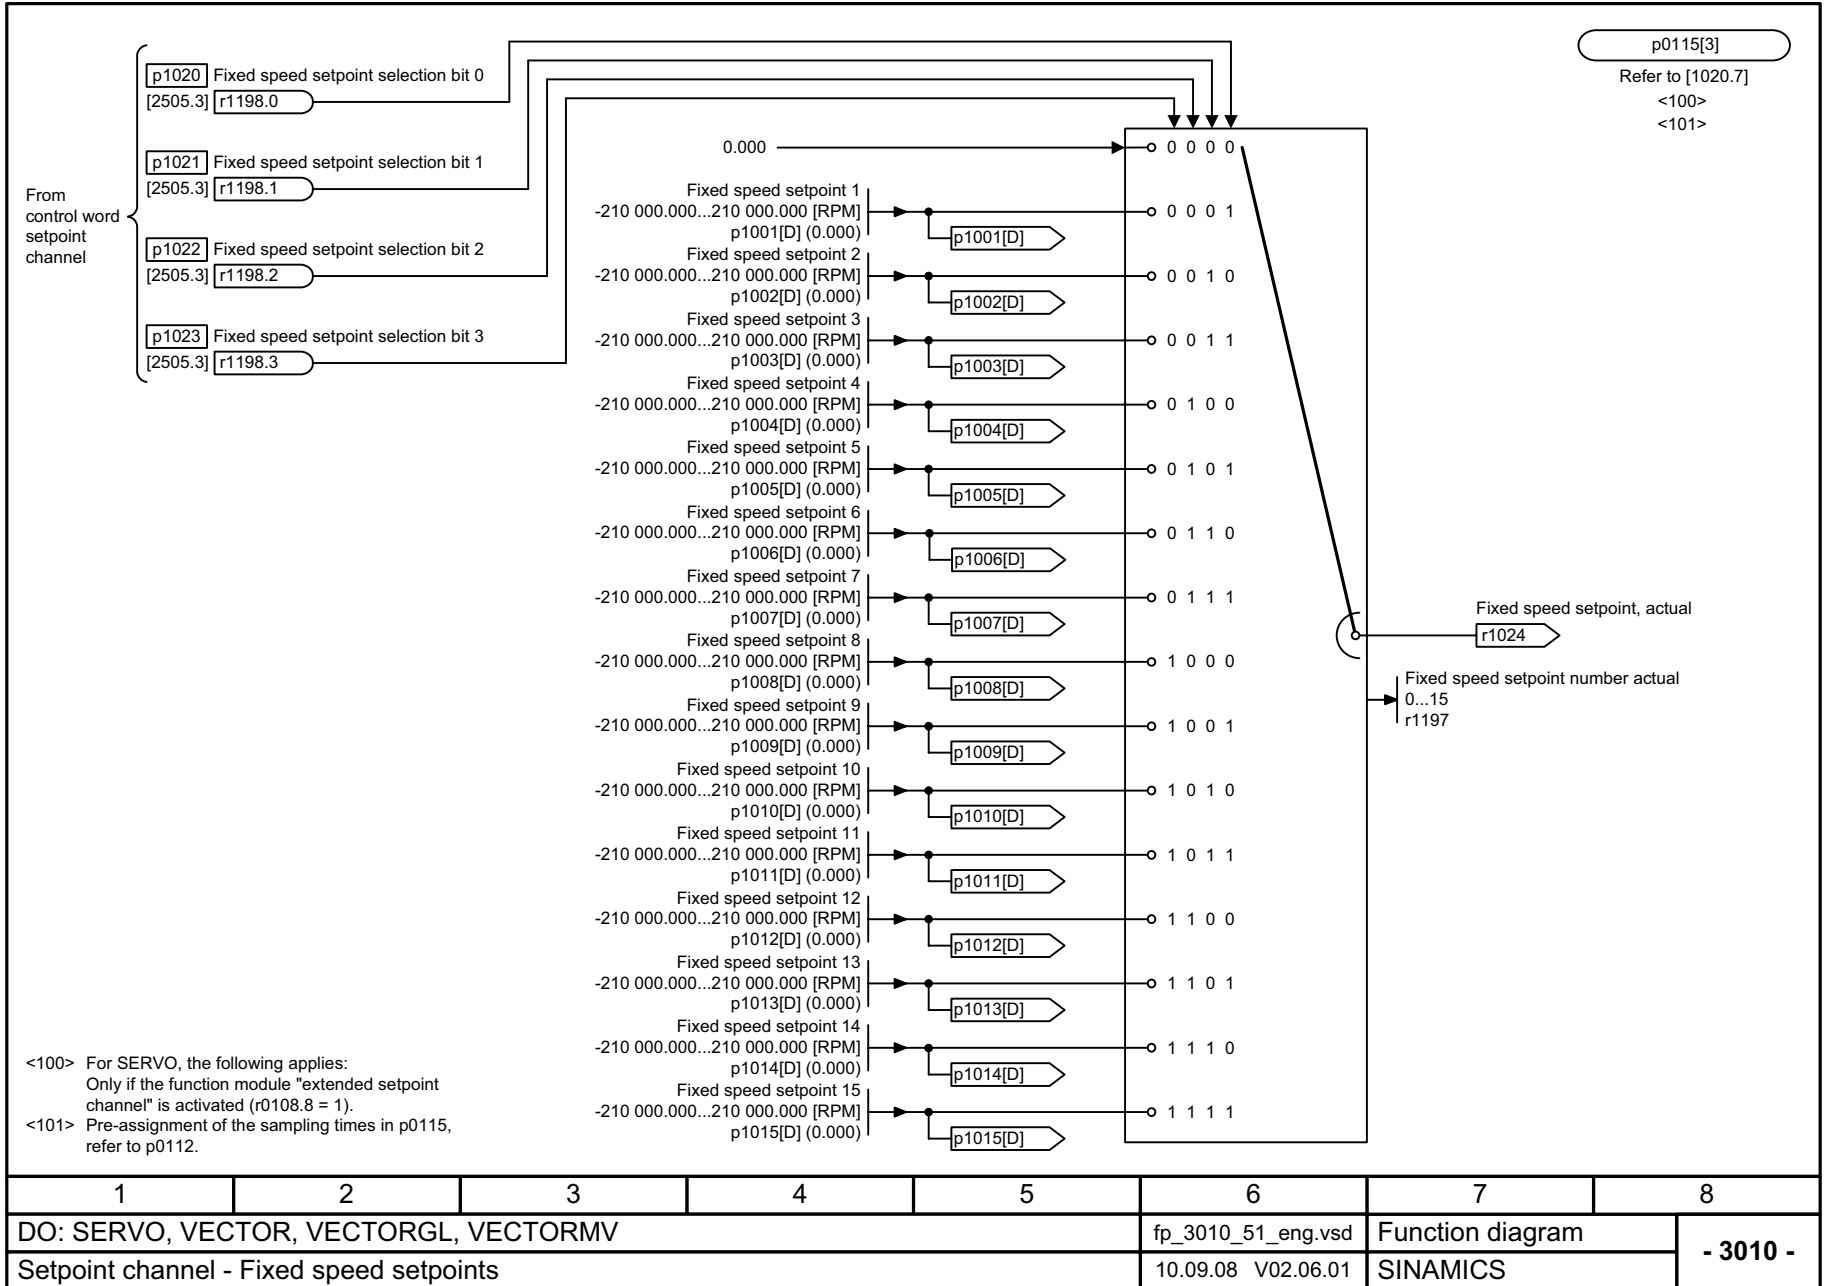 p1020 Fixed speed setpoint selection bit 0
[2505.3] r1198.0
p1021 Fixed speed setpoint selection bit 1
[2505.3] r1198.1
From
control word
setpoint
channel
p1022 Fixed speed setpoint selection bit 2
[2505.3] r1198.2
p1023 Fixed speed setpoint selection bit 3
[2505.3] r1198.3
p0115[3]
Refer to [1020.7]
<100>
<101>
0.000
0 0 0 0
Fixed speed setpoint 1
-210 000.000...210 000.000 [RPM]
p1001[D] (0.000)
p1001[D]
0 0 0 1
Fixed speed setpoint 2
-210 000.000...210 000.000 [RPM]
p1002[D] (0.000)
p1002[D]
0 0 1 0
Fixed speed setpoint 3
-210 000.000...210 000.000 [RPM]
p1003[D] (0.000)
p1003[D]
0 0 1 1
Fixed speed setpoint 4
-210 000.000...210 000.000 [RPM]
p1004[D] (0.000)
p1004[D]
0 1 0 0
Fixed speed setpoint 5
-210 000.000...210 000.000 [RPM]
p1005[D] (0.000)
p1005[D]
0 1 0 1
Fixed speed setpoint 6
-210 000.000...210 000.000 [RPM]
p1006[D] (0.000)
p1006[D]
0 1 1 0
Fixed speed setpoint 7
-210 000.000...210 000.000 [RPM]
p1007[D] (0.000)
p1007[D]
0 1 1 1
Fixed speed setpoint 8
-210 000.000...210 000.000 [RPM]
p1008[D] (0.000)
p1008[D]
1 0 0 0
Fixed speed setpoint 9
-210 000.000...210 000.000 [RPM]
p1009[D] (0.000)
p1009[D]
1 0 0 1
Fixed speed setpoint 10
-210 000.000...210 000.000 [RPM]
p1010[D] (0.000)
p1010[D]
1 0 1 0
Fixed speed setpoint 11
-210 000.000...210 000.000 [RPM]
p1011[D] (0.000)
p1011[D]
1 0 1 1
Fixed speed setpoint 12
-210 000.000...210 000.000 [RPM]
p1012[D] (0.000)
p1012[D]
1 1 0 0
Fixed speed setpoint 13
-210 000.000...210 000.000 [RPM]
p1013[D] (0.000)
p1013[D]
1 1 0 1
Fixed speed setpoint 14
-210 000.000...210 000.000 [RPM]
p1014[D] (0.000)
p1014[D]
1 1 1 0
Fixed speed setpoint 15
-210 000.000...210 000.000 [RPM]
p1015[D] (0.000)
p1015[D]
1 1 1 1
Fixed speed setpoint, actual
r1024
Fixed speed setpoint number actual
0...15
r1197
<100> For SERVO, the following applies:
Only if the function module "extended setpoint
channel" is activated (r0108.8 = 1).
<101> Pre-assignment of the sampling times in p0115,
refer to p0112.
1 2 3 4 5 6 7 8
DO: SERVO, VECTOR, VECTORGL, VECTORMV
fp_3010_51_eng.vsd
Function diagram
- 3010 -
Setpoint channel - Fixed speed setpoints
10.09.08 V02.06.01
SINAMICS